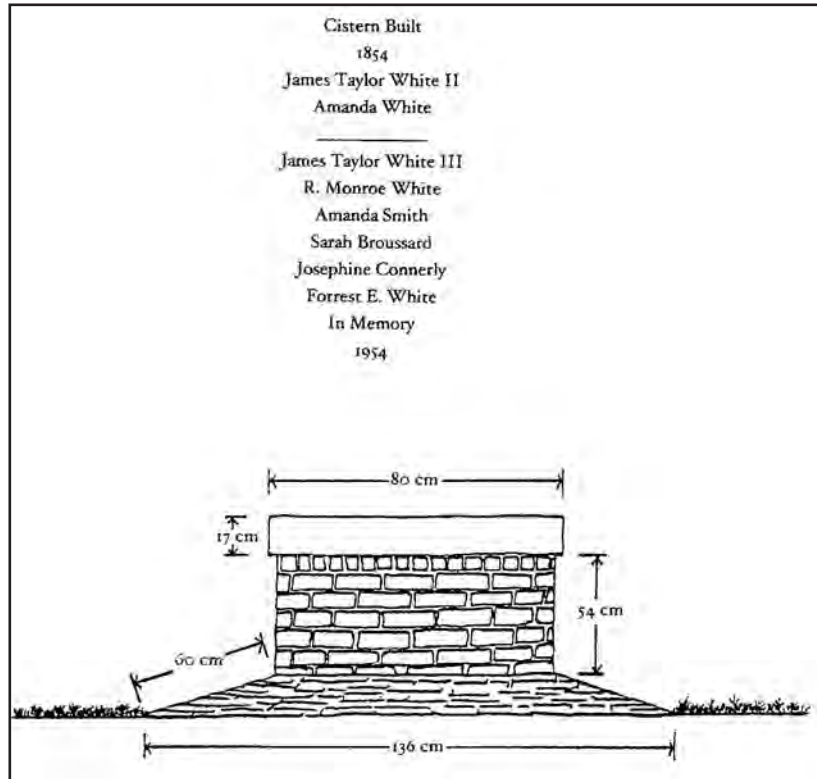 Cistern Built
1854
James Taylor White II
Amanda White
James Taylor White III
R. Monroe White
Amanda Smith
Sarah Broussard
Josephine Connerly
Forrest E. White
In Memory
1954
80 cm
17 cm
54 cm
60 cm
136 cm